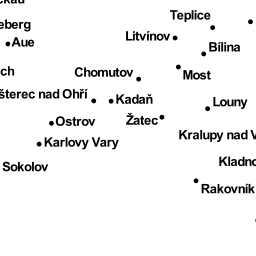 Teplice
eberg
Litvínov
Aue
Bílina
ch
Chomutov
Most
šterec nad Ohří
Kadaň
Louny
Ostrov
Žatec
Kralupy nad V
Karlovy Vary
Kladno
Sokolov
Rakovník